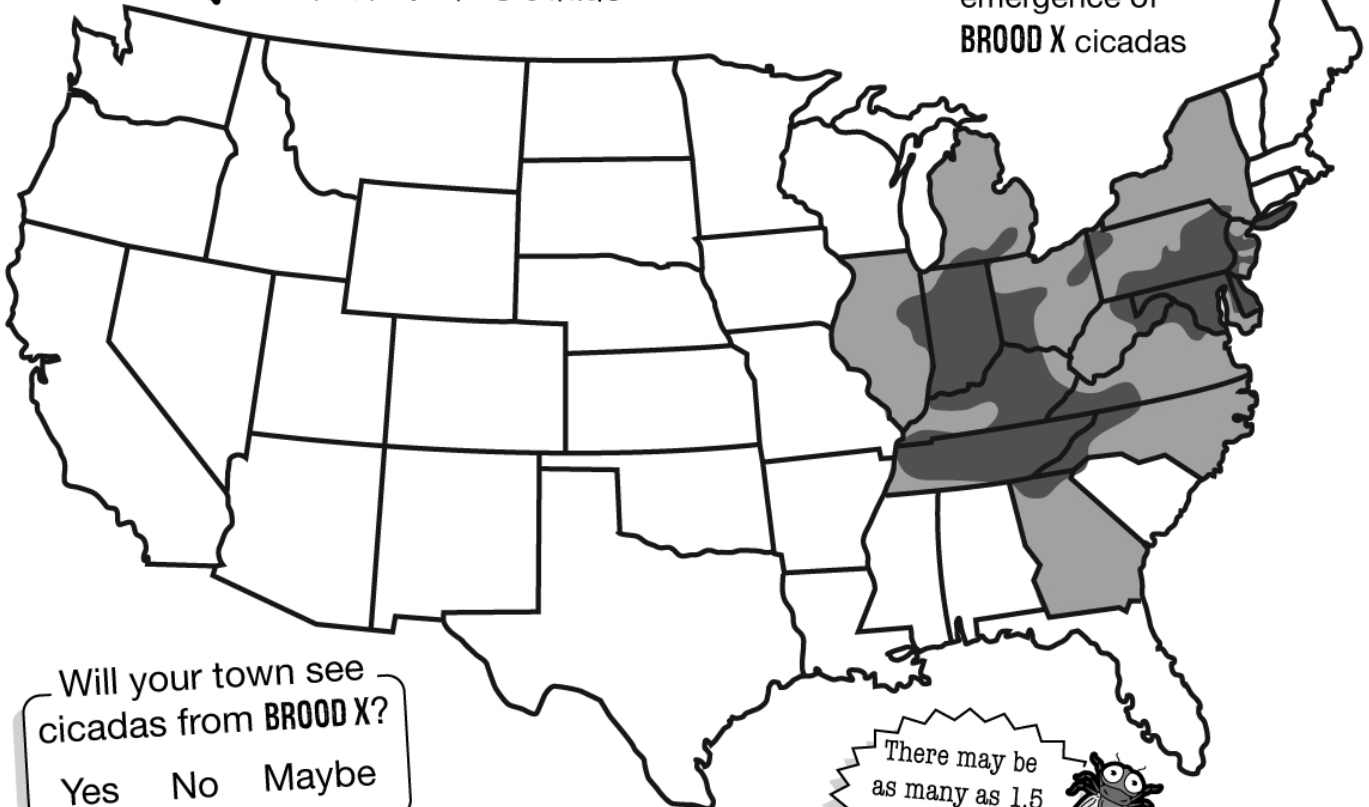 emergence of
BROOD X cicadas
Will your town see
cicadas from BROOD X?
Yes No Maybe
There may be
as many as 1.5